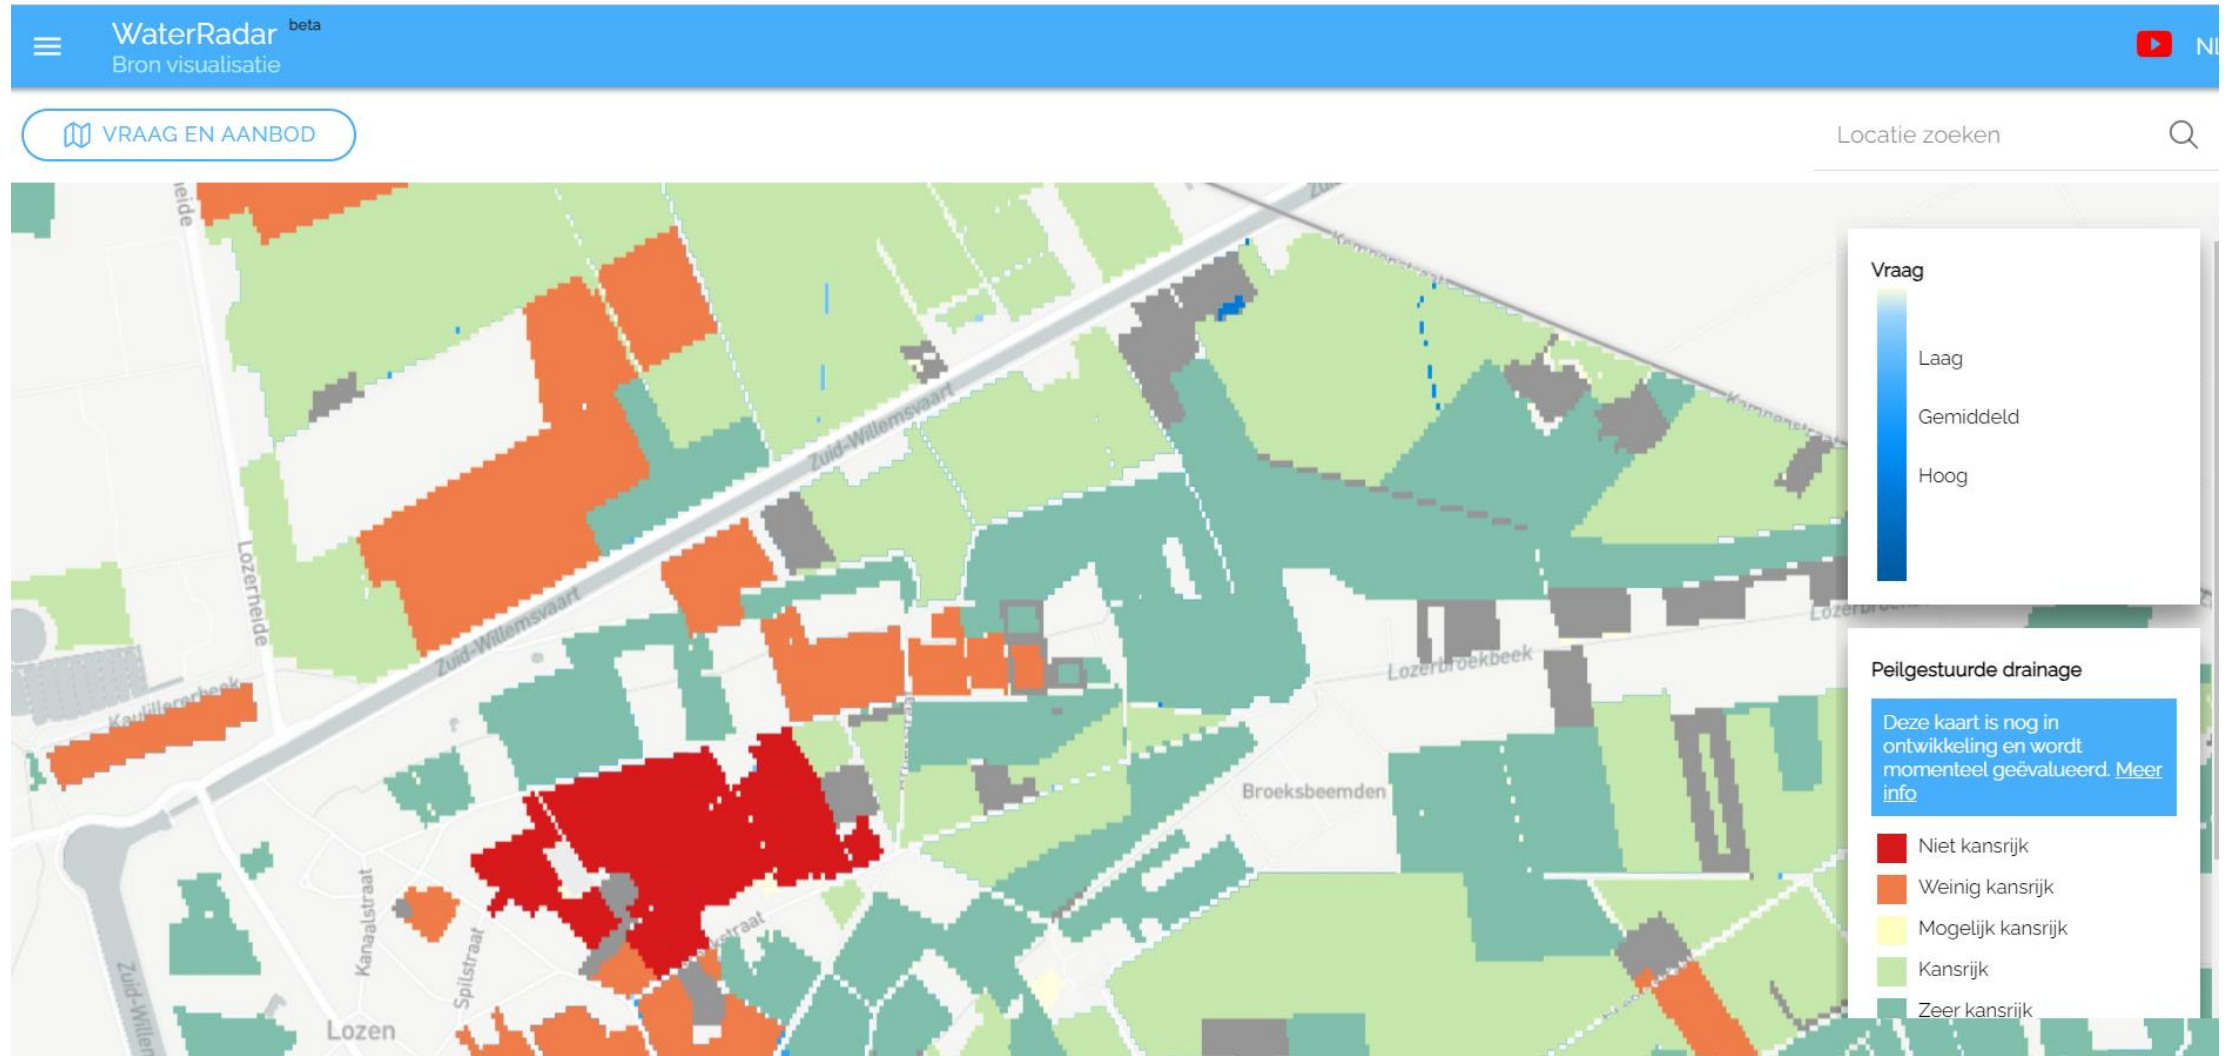 WaterRadar beta
Bron visualisatie
VRAAG EN AANBOD
Locatie zoeken
Vraag
Laag
Gemiddeld
Hoog
Zuid-Willemsvaart
Lozerheide
Zuid-Willemsvaart
Lozerbroekbeek
Kaulillerbeek
Peilgestuurde drainage
Deze kaart is nog in
ontwikkeling en wordt
momenteel geëvalueerd. Meer
info
Broeksbeemden
Niet kansrijk
Weinig kansrijk
Mogelijk kansrijk
Kansrijk
Zeer kansrijk
Kanaalstraat
Spilstraat
Lozen